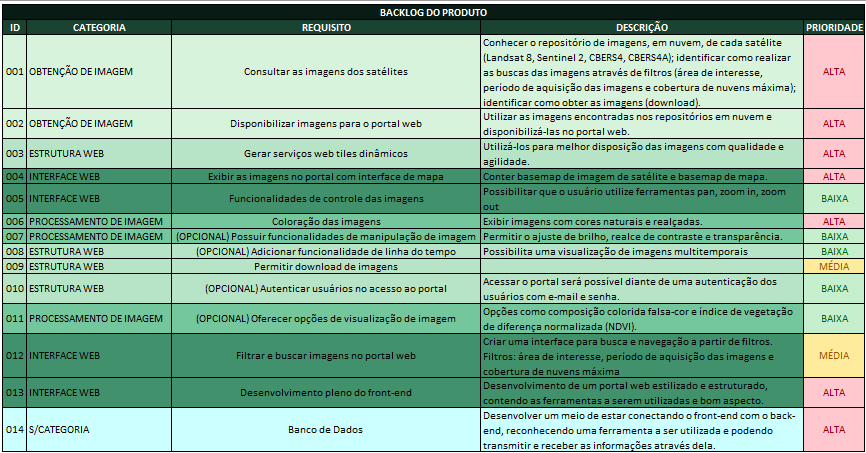 BACKLOG DO PRODUTO
ID CATEGORIA REQUISITO DESCRIÇÃO PRIORIDADE
001 OBTENÇÃO DE IMAGEM Consultar as imagens dos satélites Conhecer o repositório de imagens, em nuvem, de cada satélite
(Landsat 8, Sentinel 2, CBERS4, CBERS4A); identificar como realizar
as buscas das imagens através de filtros (área de interesse,
período de aquisição das imagens e cobertura de nuvens máxima);
identificar como obter as imagens (download). ALTA
002 OBTENÇÃO DE IMAGEM Disponibilizar imagens para o portal web Utilizar as imagens encontradas nos repositórios em nuvem e
disponibilizá-las no portal web. ALTA
003 ESTRUTURA WEB Gerar serviços web tiles dinâmicos Utilizá-los para melhor disposição das imagens com qualidade e
agilidade. ALTA
004 INTERFACE WEB Exibir as imagens no portal com interface de mapa Conter basemap de imagem de satélite e basemap de mapa. ALTA
005 INTERFACE WEB Funcionalidades de controle das imagens Possibilitar que o usuário utilize ferramentas pan, zoom in, zoom
out BAIXA
006 PROCESSAMENTO DE IMAGEM Coloração das imagens Exibir imagens com cores naturais e realçadas. ALTA
007 PROCESSAMENTO DE IMAGEM (OPCIONAL) Possuir funcionalidades de manipulação de imagem Permitir o ajuste de brilho, realce de contraste e transparência. BAIXA
008 ESTRUTURA WEB (OPCIONAL) Adicionar funcionalidade de linha do tempo Possibilita uma visualização de imagens multitemporais BAIXA
009 ESTRUTURA WEB Permitir download de imagens MÉDIA
010 ESTRUTURA WEB (OPCIONAL) Autenticar usuários no acesso ao portal Acessar o portal será possível diante de uma autenticação dos
usuários com e-mail e senha. BAIXA
011 PROCESSAMENTO DE IMAGEM (OPCIONAL) Oferecer opções de visualização de imagem Opções como composição colorida falsa-cor e índice de vegetação
de diferença normalizada (NDVI). BAIXA
012 INTERFACE WEB Filtrar e buscar imagens no portal web Criar uma interface para busca e navegação a partir de filtros.
Filtros: área de interesse, período de aquisição das imagens e
cobertura de nuvens máxima MÉDIA
013 INTERFACE WEB Desenvolvimento pleno do front-end Desenvolvimento de um portal web estilizado e estruturado,
contendo as ferramentas a serem utilizadas e bom aspecto. ALTA
014 S/CATEGORIA Banco de Dados Desenvolver um meio de estar conectando o front-end com o back-
end, reconhecendo uma ferramenta a ser utilizada e podendo
transmitir e receber as informações através dela. ALTA